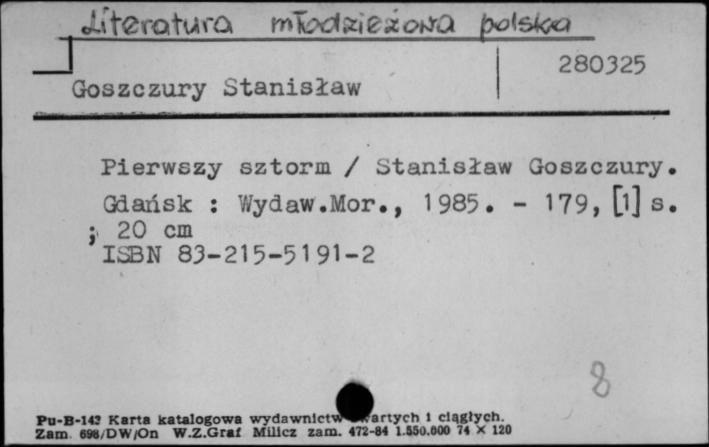 Literatura młodzieżowa polska
280325
Goszczury Stanisław
Pierwszy sztorm / Stanisław Goszczury.
Gdańsk : Wydaw.Mor., 1985. - 179, [1] s.
; 20 cm
ISBN 83-215-5191-2
8
Pu-B-142 Karta katalogowa wydawnictw artych i ciągłych.
Zam. 698/DW/On W.Z.Graf Milicz zam. 472-84 1.550.000 74 × 120